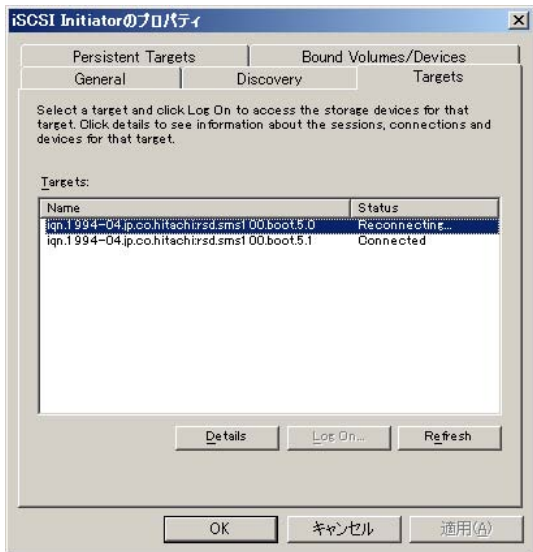 iSCSI Initiatorのプロパティ
Persistent Targets
Bound Volumes/Devices
General
Discovery
Targets
Select a target and click Log On to access the storage devices for that
target. Click details to see information about the sessions, connections and
devices for that target.
Targets:
Name
Status
iqn.1994-04.jp.co.hitachi:rsd.sms100.boot.5.0
Reconnecting...
iqn.1994-04.jp.co.hitachi:rsd.sms100.boot.5.1
Connected
Details
Log On...
Refresh
OK
キャンセル
適用(A)